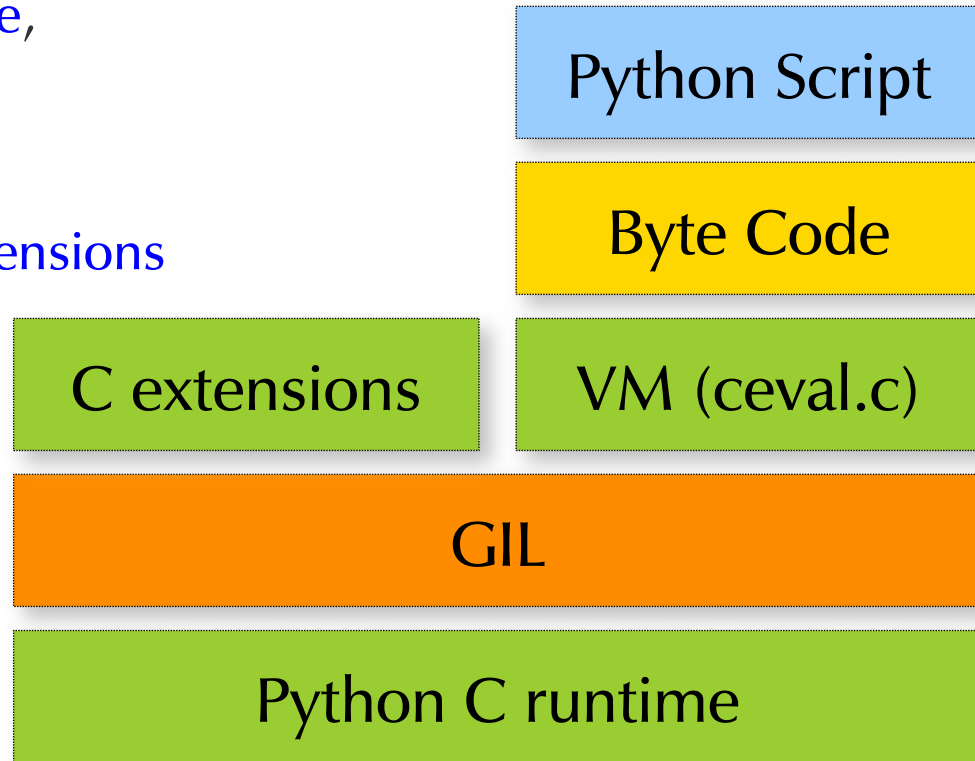 e,
Python Script
Byte Code
ensions
C extensions
VM (ceval.c)
GIL
Python C runtime